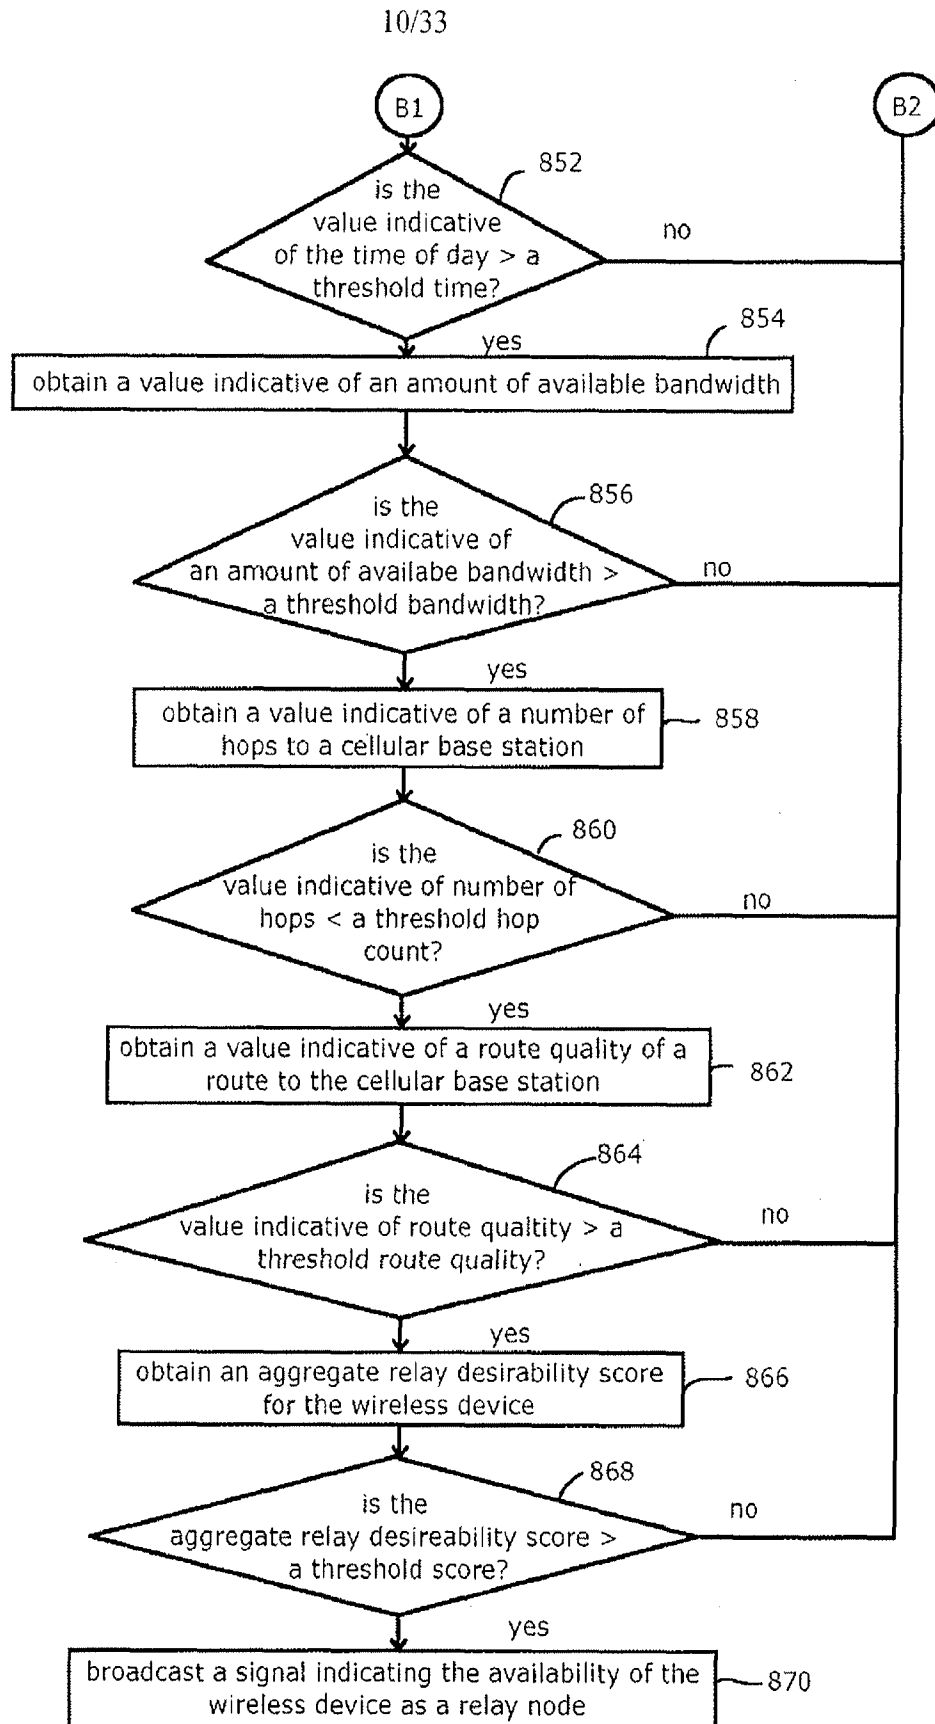 10/33
B1
B2
852
is the
value indicative
of the time of day > a
threshold time?
no
yes
854
obtain a value indicative of an amount of available bandwidth
856
is the
value indicative of
an amount of availabe bandwidth >
a threshold bandwidth?
no
yes
obtain a value indicative of a number of
hops to a cellular base station
858
860
is the
value indicative of number of
hops < a threshold hop
count?
no
yes
obtain a value indicative of a route quality of a
route to the cellular base station
862
864
is the
value indicative of route qualtity > a
threshold route quality?
no
yes
obtain an aggregate relay desirability score
for the wireless device
866
868
is the
aggregate relay desireability score >
a threshold score?
no
yes
broadcast a signal indicating the availability of the
wireless device as a relay node
870